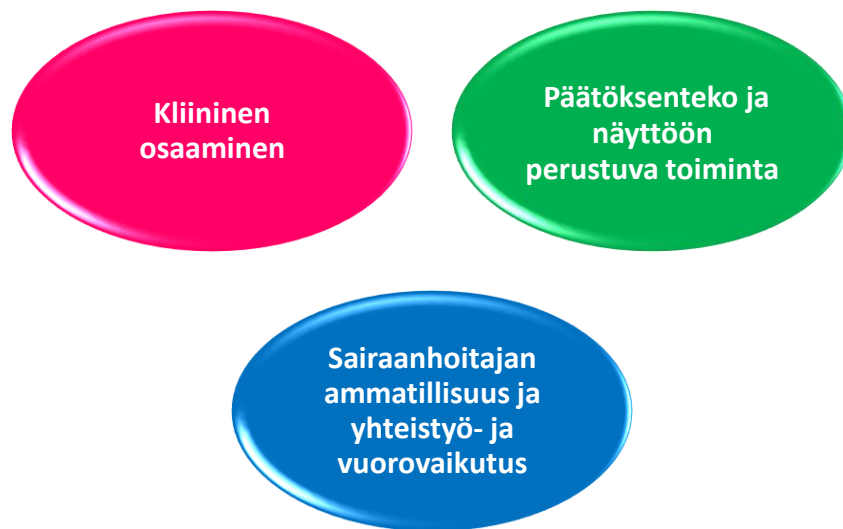 Kliininen
osaaminen
Päätöksenteko ja
näyttöön
perustuva toiminta
Sairaanhoitajan
ammatillisuus ja
yhteistyö- ja
vuorovaikutus